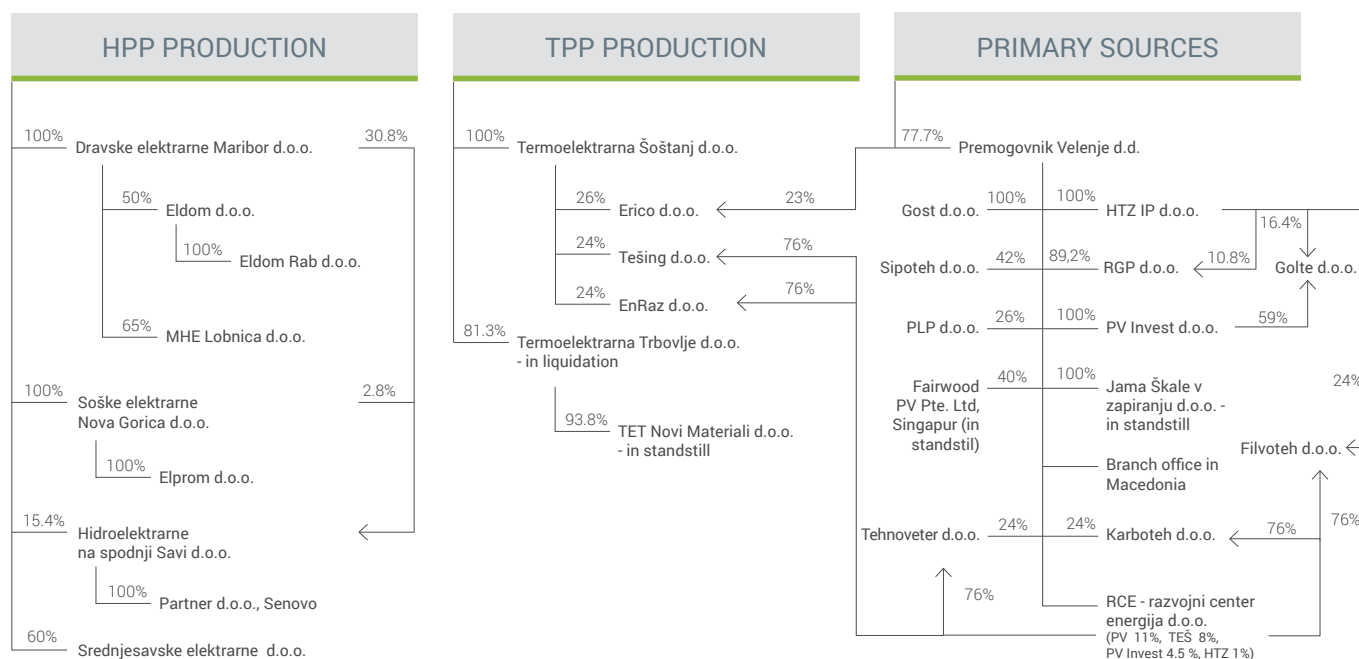 HPP PRODUCTION
100%
Dravske elektrarne Maribor d.o.o.
30.8%
50%
Eldom d.o.o.
100%
Eldom Rab d.o.o.
65%
MHE Lobnica d.o.o.
100%
Soške elektrarne
Nova Gorica d.o.o.
2.8%
100%
Elprom d.o.o.
15.4%
Hidroelektrarne
na spodnji Savi d.o.o.
100%
Partner d.o.o., Senovo
60%
Srednjesavske elektrarne d.o.o.
TPP PRODUCTION
100%
Termoelektrarna Šoštanj d.o.o.
26%
Erico d.o.o.
23%
24%
Tešing d.o.o.
76%
24%
EnRaz d.o.o.
76%
81.3%
Termoelektrarna Trbovlje d.o.o.
- in liquidation
93.8%
TET Novi Materiali d.o.o.
- in standstill
PRIMARY SOURCES
77.7%
Premogovnik Velenje d.d.
Gost d.o.o.
100%
100%
HTZ IP d.o.o.
16.4%
Sipoteh d.o.o.
42%
89,2%
RGP d.o.o.
10.8%
Golte d.o.o.
PLP d.o.o.
26%
100%
PV Invest d.o.o.
59%
Fairwood
PV Pte. Ltd,
Singapur (in
standstil)
40%
100%
Jama Škale v
zapiranju d.o.o. -
in standstill
24%
Filvoteh d.o.o.
Branch office in
Macedonia
Tehnoveter d.o.o.
24%
24%
Karboteh d.o.o.
76%
76%
76%
RCE - razvojni center
energija d.o.o.
(PV 11%, TEŠ 8%,
PV Invest 4.5 %, HTZ 1%)